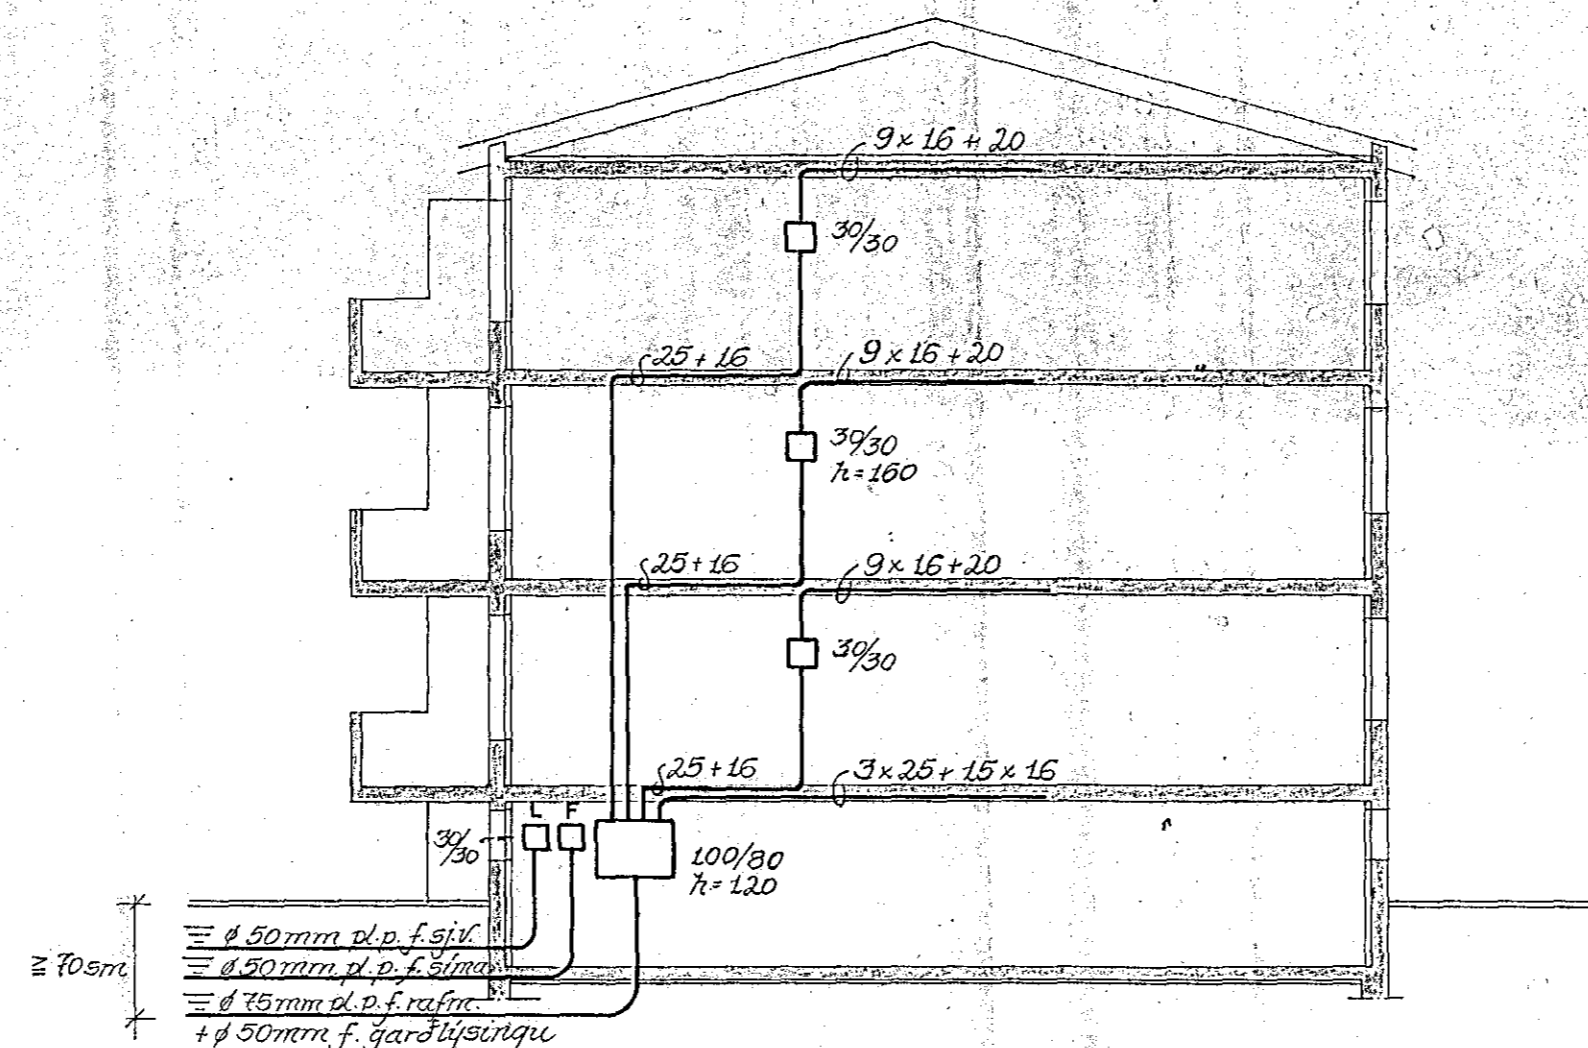 9 x 16 + 20
30/30
25 + 16
9 x 16 + 20
30/30
h = 160
25 + 16
9 x 16 + 20
30/30
25 + 16
3 x 25 + 15 x 16
L F
30/30
100/80
h = 120
ø 50mm pl.p. f. sjv.
≧ 70sm
ø 50mm pl.p. f. síma
ø 75mm pl.p. f. rafm.
+ ø 50mm f. garðlýsingu